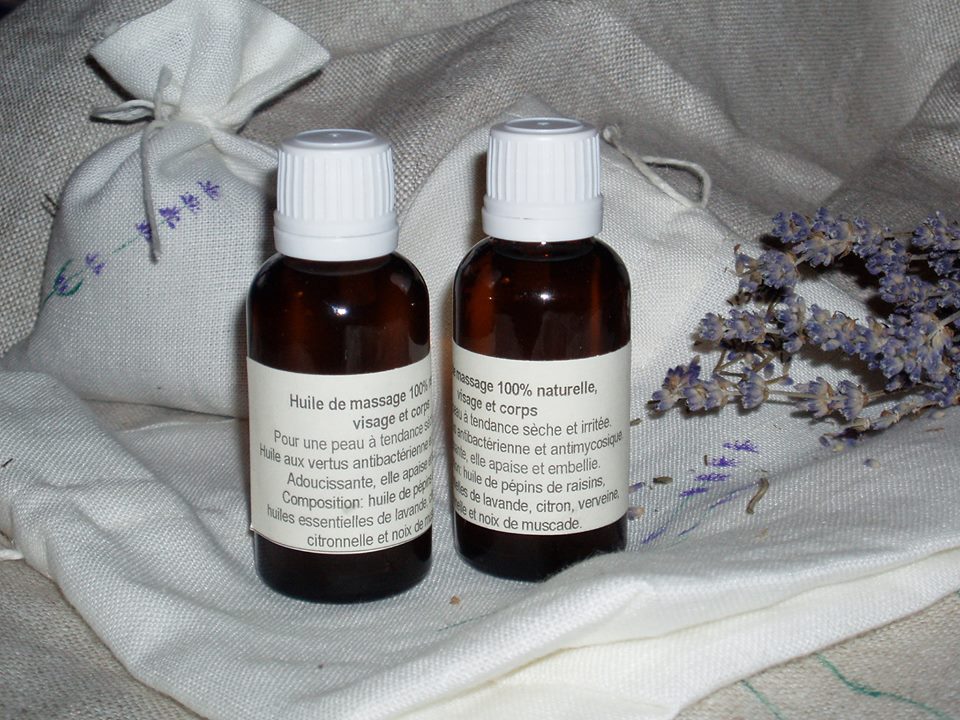 Huile de massage 100%
visage et corps
Pour une peau à tendance
Huile aux vertus antibactérienne
Adoucissante, elle apaise
Composition: huile de pépins
huiles essentielles de lavande,
citronnelle et noix de
massage 100% naturelle,
visage et corps
à tendance sèche et irritée.
antibactérienne et antimycosique.
elle apaise et embellie.
huile de pépins de raisins,
de lavande, citron, verveine,
et noix de muscade.